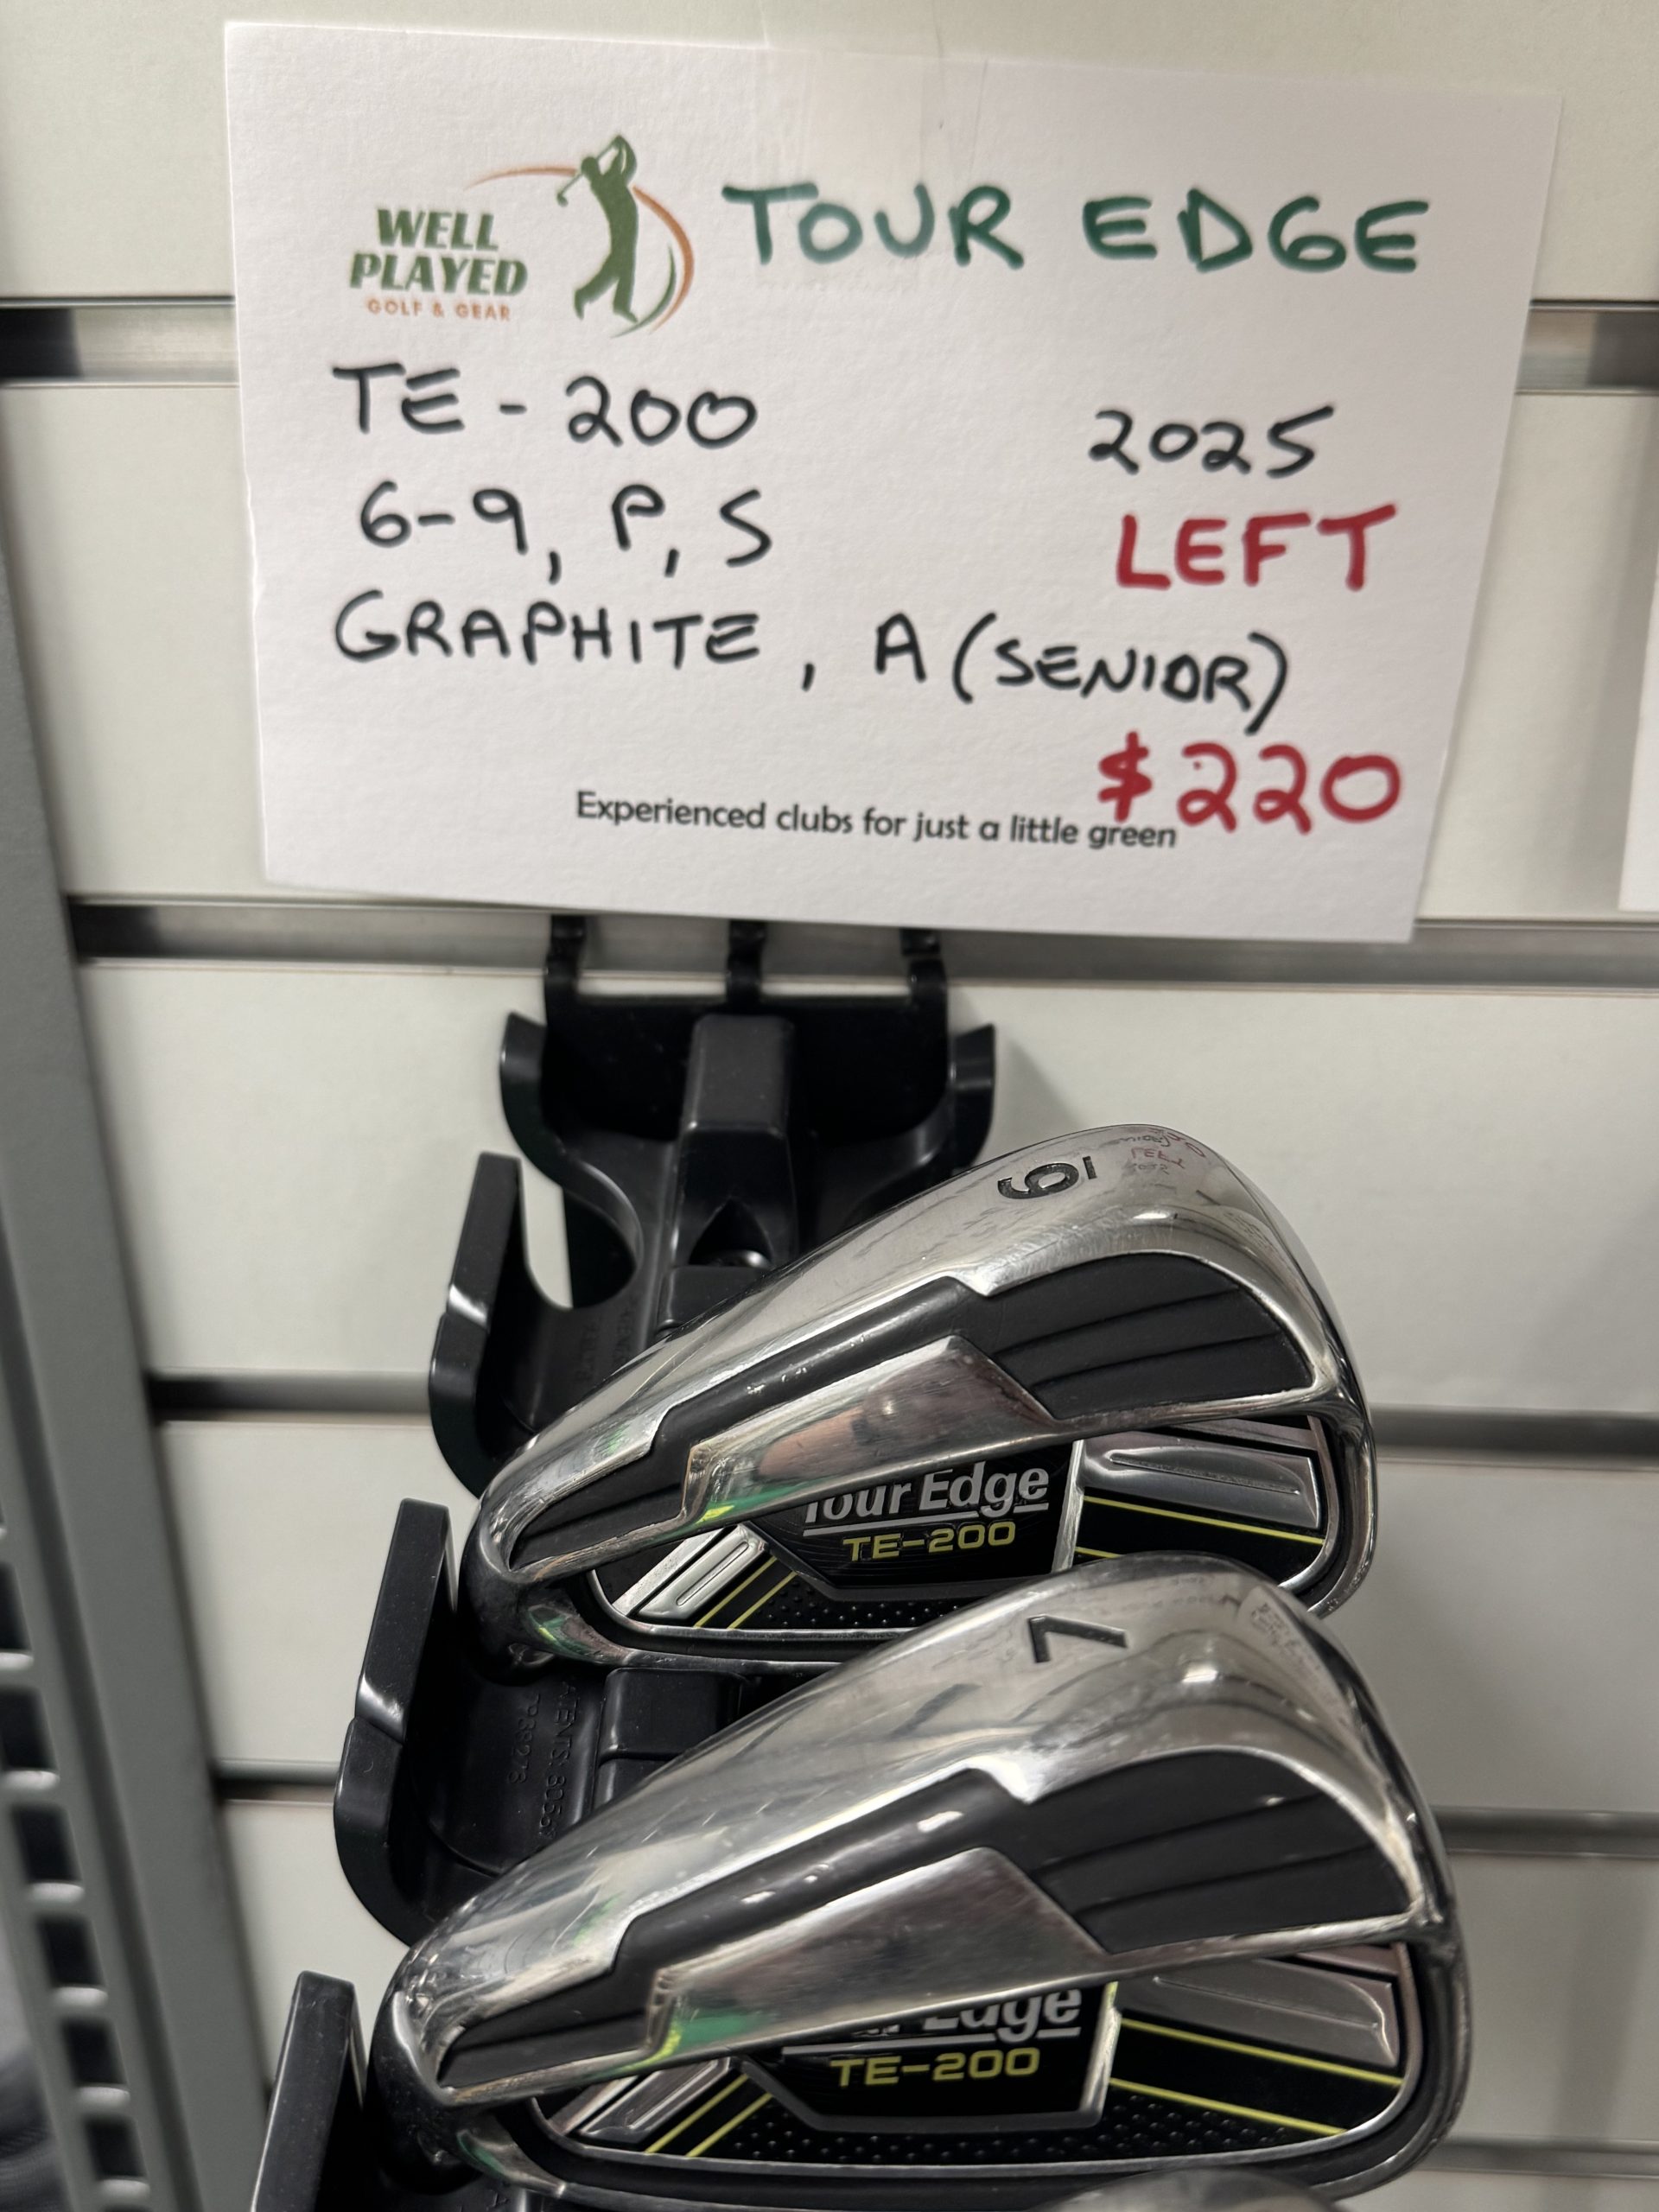 WELL
PLAYED
GOLF & GEAR
TOUR EDGE
TE-200
2025
6-9, P, S
LEFT
GRAPHITE, A (SENIOR)
$220
Experienced clubs for just a little green
6
Tour Edge
TE-200
7
Edge
TE-200